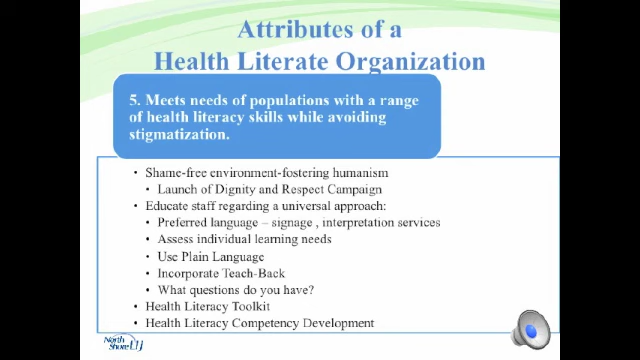 Attributes of a
Health Literate Organization
5. Meets needs of populations with a range
of health literacy skills while avoiding
stigmatization.
• Shame-free environment-fostering humanism
• Launch of Dignity and Respect Campaign
• Educate staff regarding a universal approach:
• Preferred language – signage , interpretation services
• Assess individual learning needs
• Use Plain Language
• Incorporate Teach-Back
• What questions do you have?
• Health Literacy Toolkit
• Health Literacy Competency Development
North
Shore LIJ